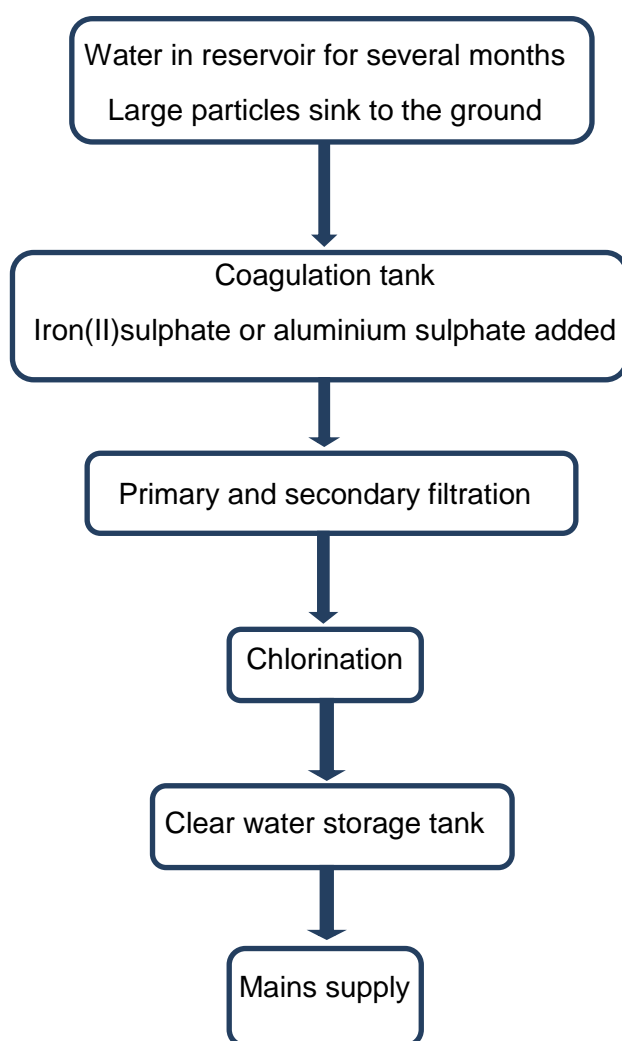 Water in reservoir for several months
Large particles sink to the ground
Coagulation tank
Iron(II)sulphate or aluminium sulphate added
Primary and secondary filtration
Chlorination
Clear water storage tank
Mains supply